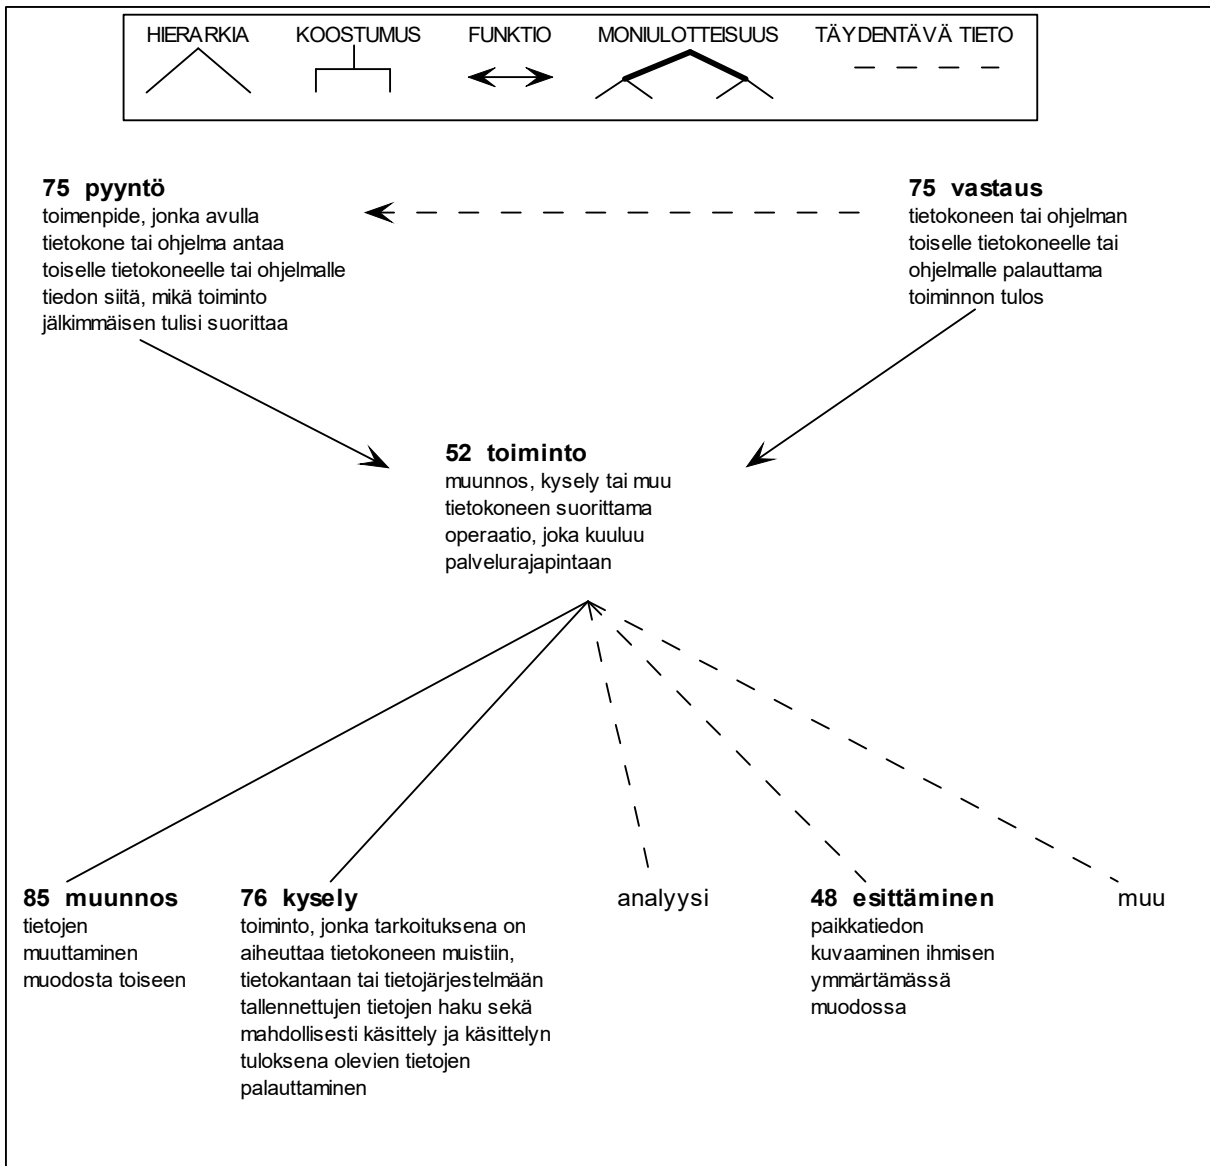 HIERARKIA KOOSTUMUS FUNKTIO MONIULOTTEISUUS TÄYDENTÄVÄ TIETO
75 pyyntö
toimenpide, jonka avulla
tietokone tai ohjelma antaa
toiselle tietokoneelle tai ohjelmalle
tiedon siitä, mikä toiminto
jälkimmäisen tulisi suorittaa
75 vastaus
tietokoneen tai ohjelman
toiselle tietokoneelle tai
ohjelmalle palauttama
toiminnon tulos
52 toiminto
muunnos, kysely tai muu
tietokoneen suorittama
operaatio, joka kuuluu
palvelurajapintaan
85 muunnos
tietojen
muuttaminen
muodosta toiseen
76 kysely
toiminto, jonka tarkoituksena on
aiheuttaa tietokoneen muistiin,
tietokantaan tai tietojärjestelmään
tallennettujen tietojen haku sekä
mahdollisesti käsittely ja käsittelyn
tuloksena olevien tietojen
palauttaminen
analyysi
48 esittäminen
paikkatiedon
kuvaaminen ihmisen
ymmärtämässä
muodossa
muu